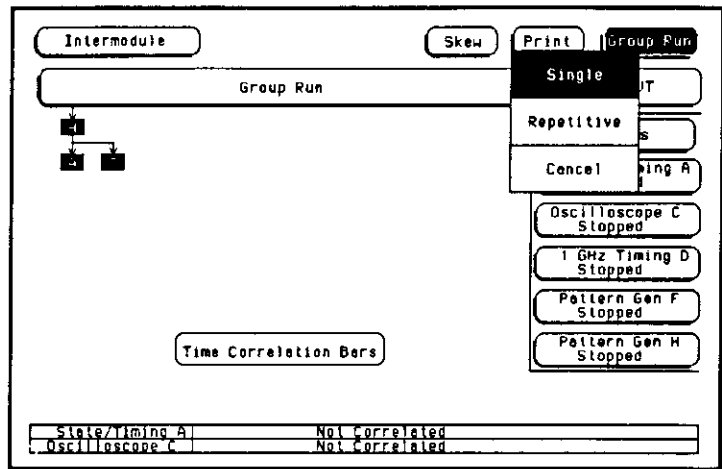 Intermodule
Skew
Print
Group Run
Group Run
Single
Repetitive
Cancel
Oscilloscope C
Stopped
1 GHz Timing D
Stopped
Pattern Gen F
Stopped
Pattern Gen H
Stopped
Time Correlation Bars
State/Timing A Not Correlated
Oscilloscope C Not Correlated